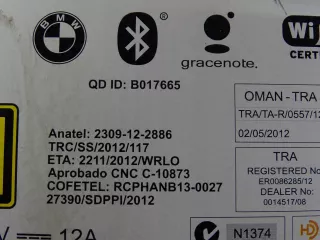 BMW
gracenote.
Wi
CERT
QD ID: B017665
OMAN - TRA
TRA/TA-R/0557/12
02/05/2012
Anatel: 2309-12-2886
TRC/SS/2012/117
ETA: 2211/2012/WRLO
Aprobado CNC C-10873
COFETEL: RCPHANB13-0027
27390/SDPPI/2012
TRA
REGISTERED No
ER0086285/12
DEALER No:
0014517/08
V 12A
N1374
HD